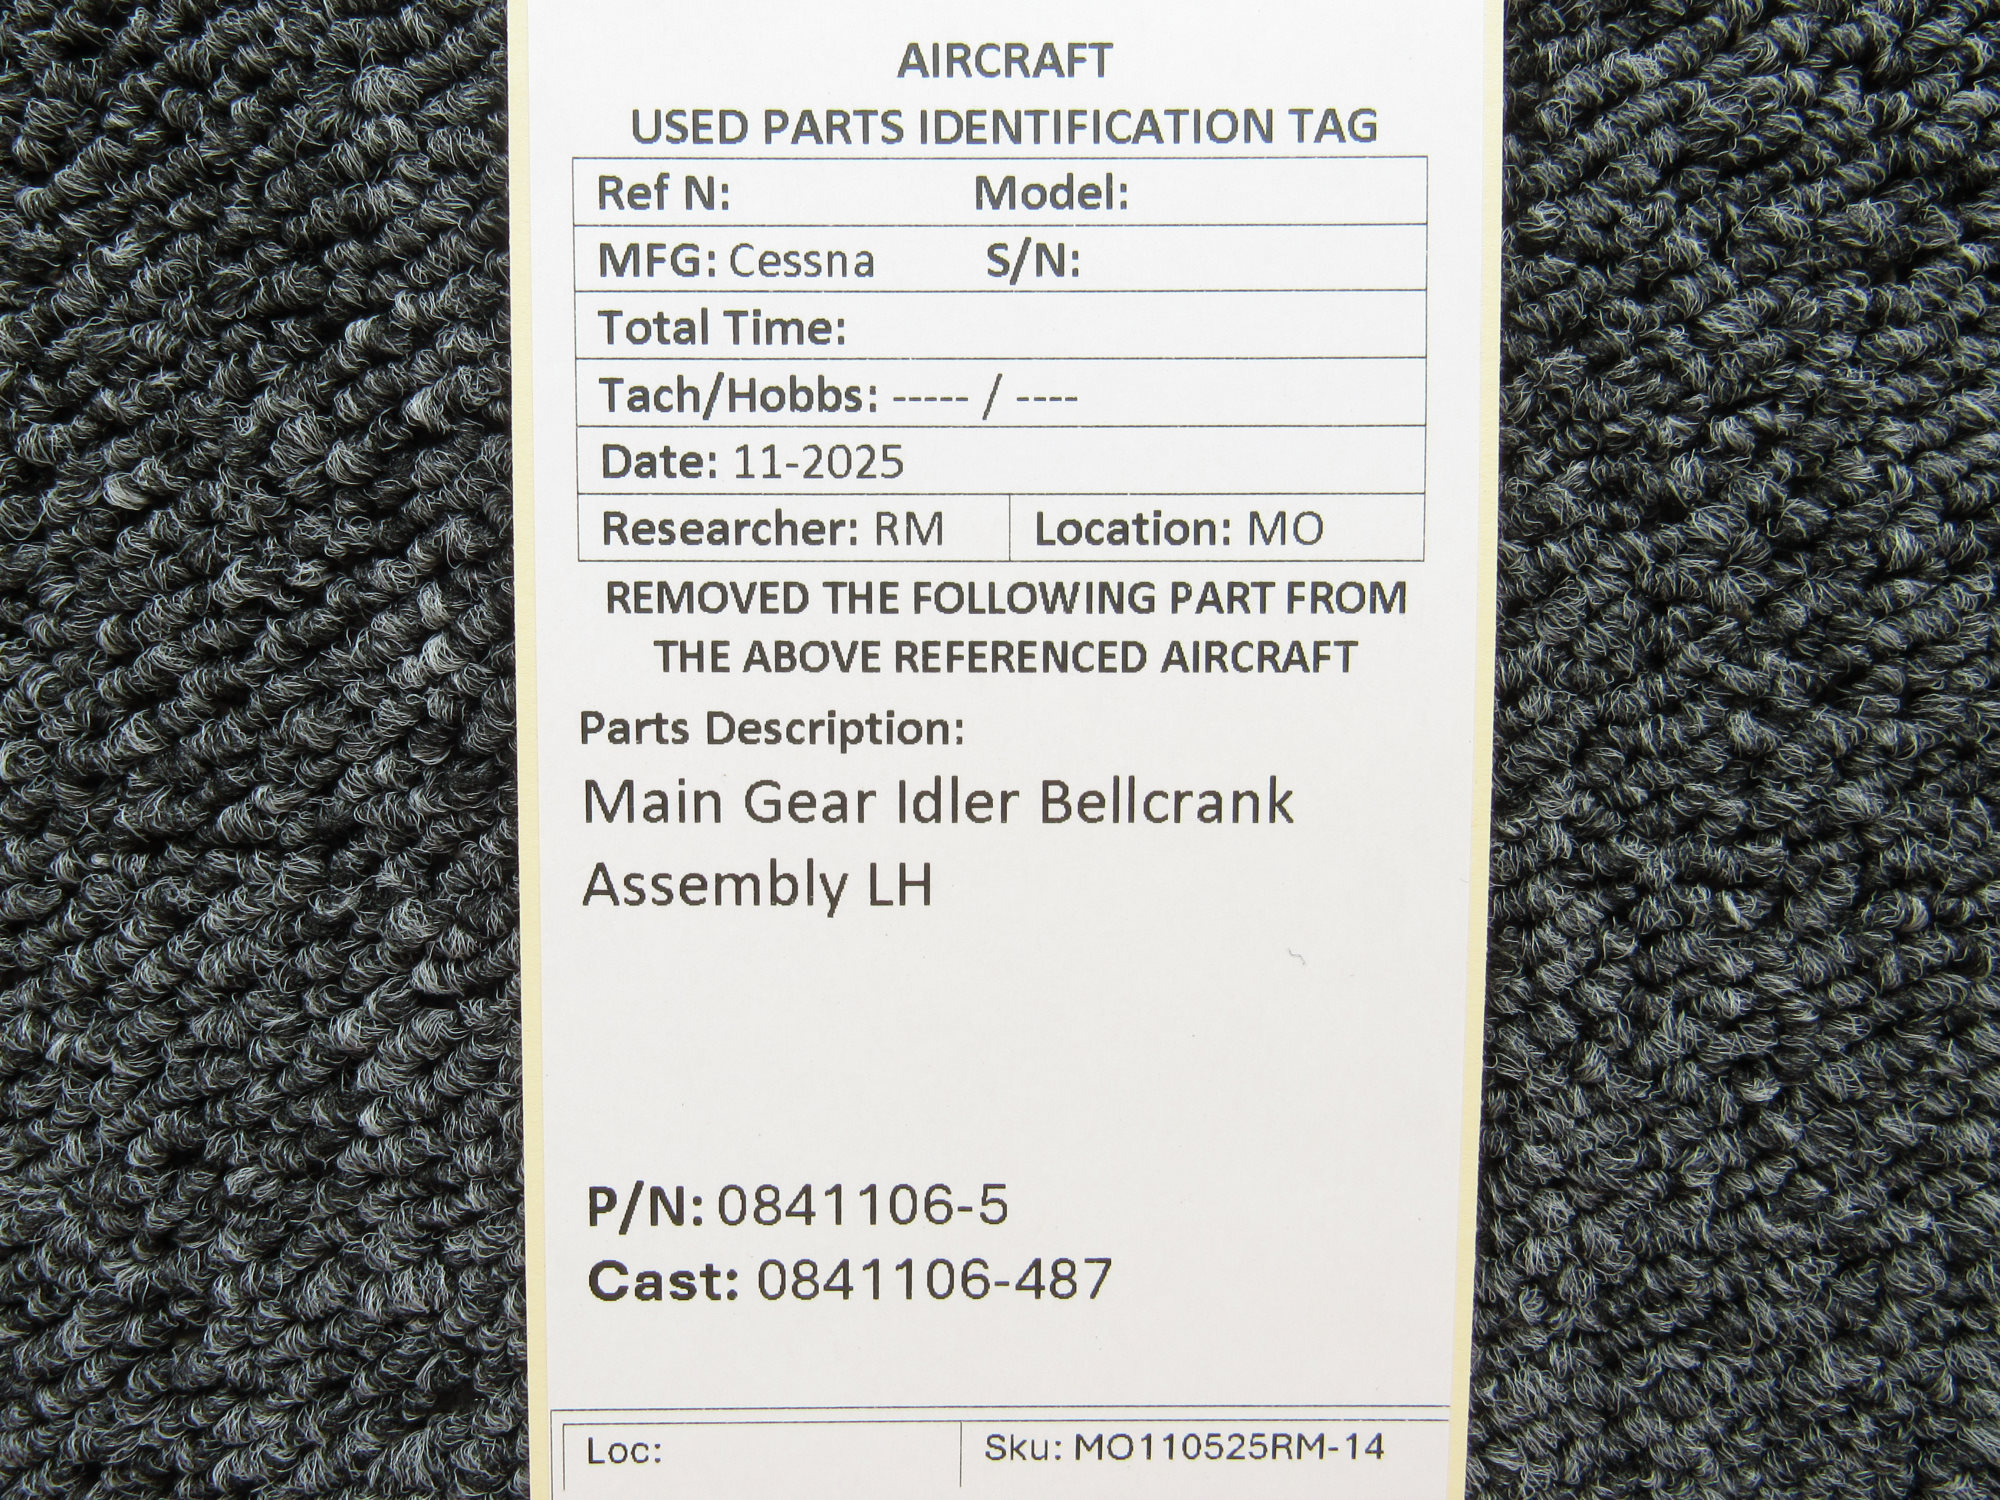 AIRCRAFT
USED PARTS IDENTIFICATION TAG
Ref N: Model:
MFG: Cessna S/N:
Total Time:
Tach/Hobbs: ----- / ----
Date: 11-2025
Researcher: RM Location: MO
REMOVED THE FOLLOWING PART FROM
THE ABOVE REFERENCED AIRCRAFT
Parts Description:
Main Gear Idler Bellcrank
Assembly LH
P/N: 0841106-5
Cast: 0841106-487
Loc: Sku: MO110525RM-14